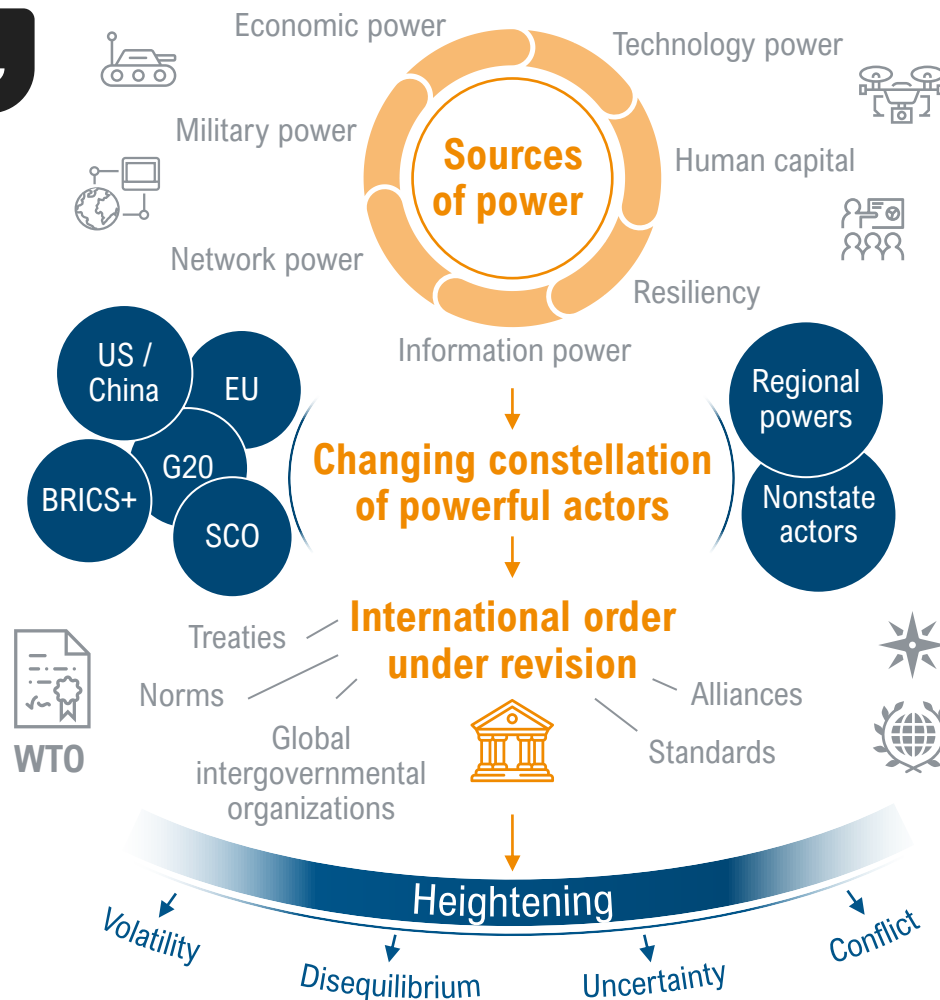 Economic power
Technology power
Military power
Sources
of power
Human capital
Network power
Resiliency
Information power
US /
China
EU
G20
BRICS+
SCO
Regional
powers
Nonstate
actors
Changing constellation
of powerful actors
International order
under revision
Treaties
Norms
Global
intergovernmental
organizations
Alliances
Standards
WTO
Heightening
Volatility
Disequilibrium
Uncertainty
Conflict